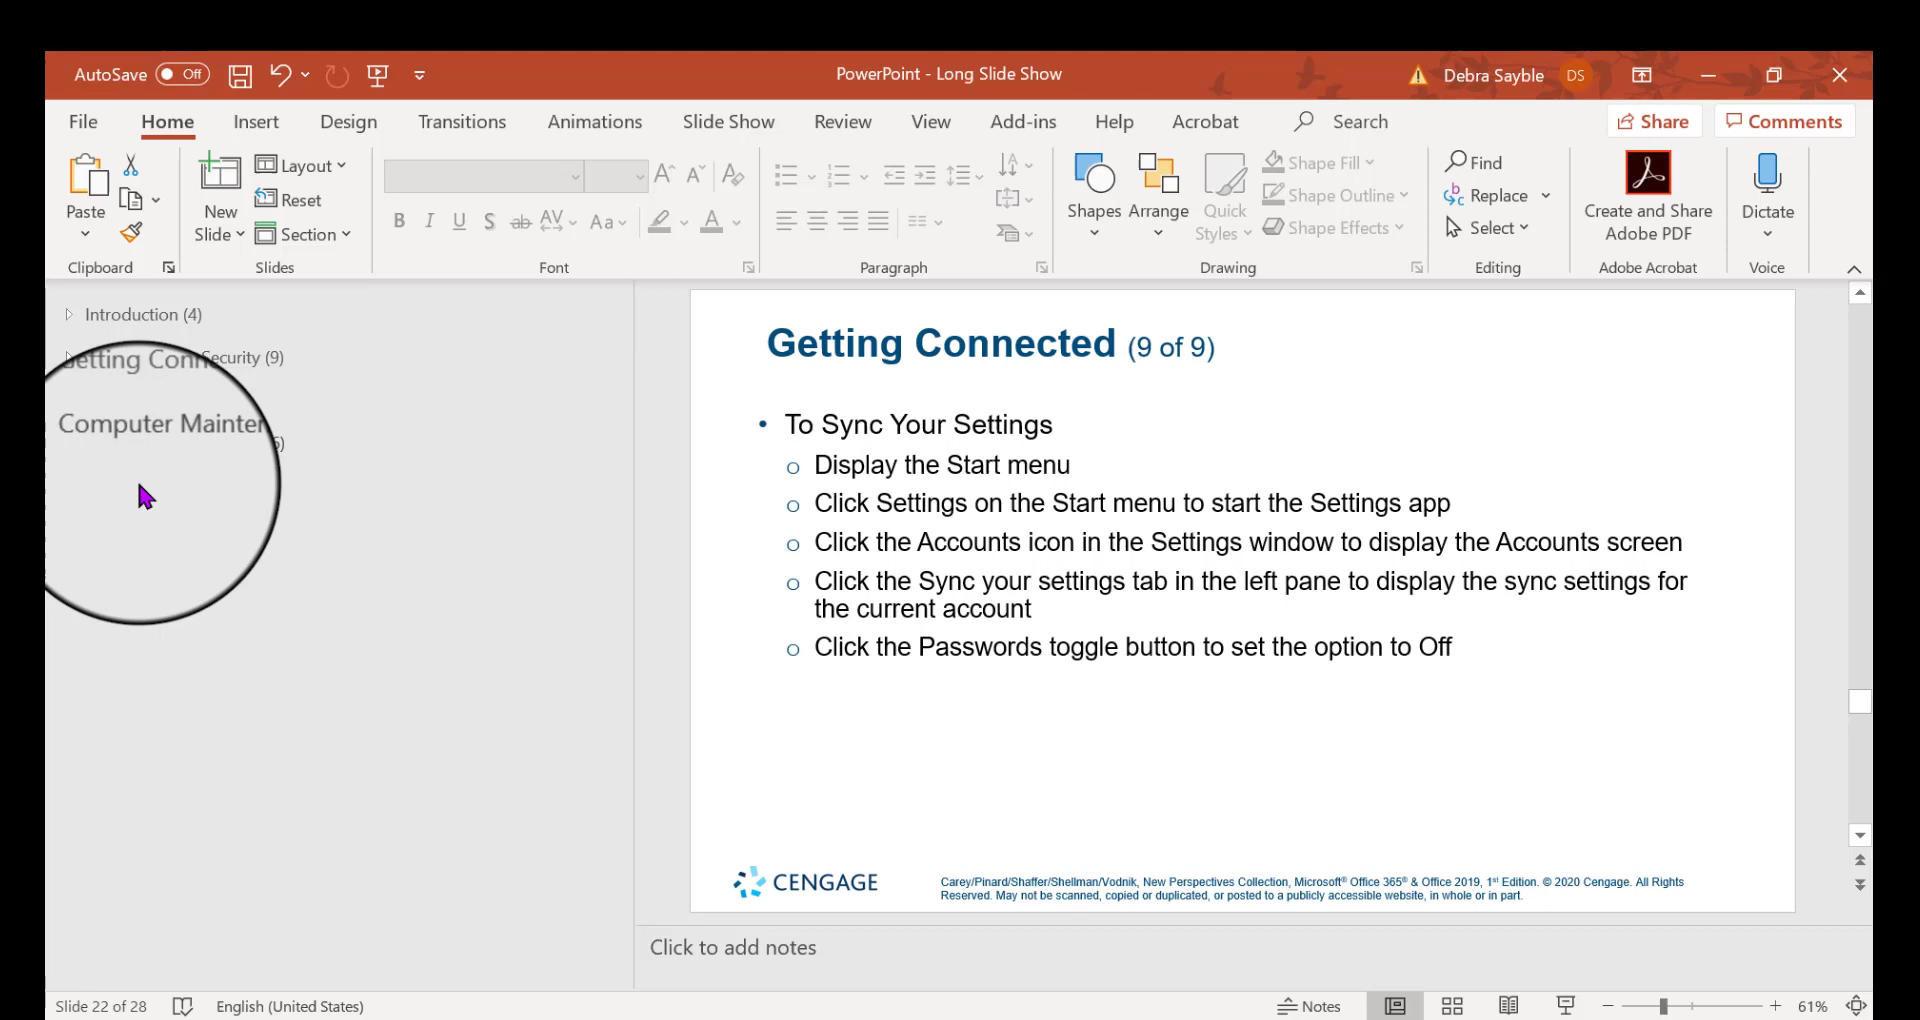 AutoSave Off PowerPoint - Long Slide Show Debra Sayble DS
File Home Insert Design Transitions Animations Slide Show Review View Add-ins Help Acrobat Search Share Comments
Paste
New Slide
Layout
Reset
Section
B I U S ab AV Aa A
Shapes
Arrange
Quick Styles
Shape Fill
Shape Outline
Shape Effects
Find
Replace
Select
Create and Share
Adobe PDF
Dictate
Clipboard Slides Font Paragraph Drawing Editing Adobe Acrobat Voice
Introduction (4)
Security (9)
Computer
Getting Connected (9 of 9)
• To Sync Your Settings
o Display the Start menu
o Click Settings on the Start menu to start the Settings app
o Click the Accounts icon in the Settings window to display the Accounts screen
o Click the Sync your settings tab in the left pane to display the sync settings for
the current account
o Click the Passwords toggle button to set the option to Off
CENGAGE
Carey/Pinard/Shaffer/Shellman/Vodnik, New Perspectives Collection, Microsoft® Office 365® & Office 2019, 1st Edition. © 2020 Cengage. All Rights
Reserved. May not be scanned, copied or duplicated, or posted to a publicly accessible website, in whole or in part.
Click to add notes
Slide 22 of 28 English (United States) Notes 61%